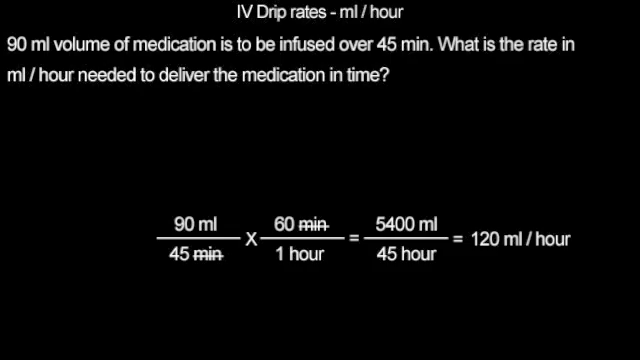 IV Drip rates - ml / hour
90 ml volume of medication is to be infused over 45 min. What is the rate in
ml / hour needed to deliver the medication in time?
90 ml
45 min
X
60 min
1 hour
=
5400 ml
45 hour
= 120 ml / hour